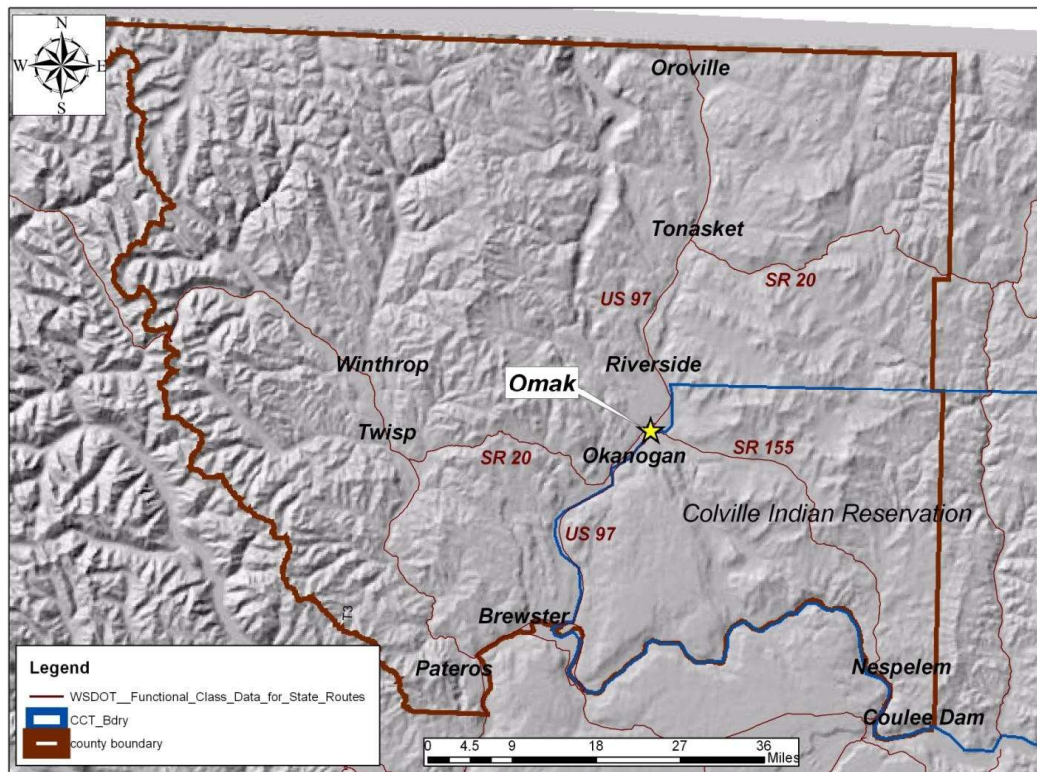 N
W E
S
Oroville
Tonasket
SR 20
US 97
Riverside
Winthrop
Omak
Twisp
Okanogan
SR 20
SR 155
Colville Indian Reservation
US 97
Brewster
T3
Pateros
Nespelem
Coulee Dam
Legend
WSDOT__Functional_Class_Data_for_State_Routes
CCT_Bdry
county boundary
0 4.5 9 18 27 36
Miles